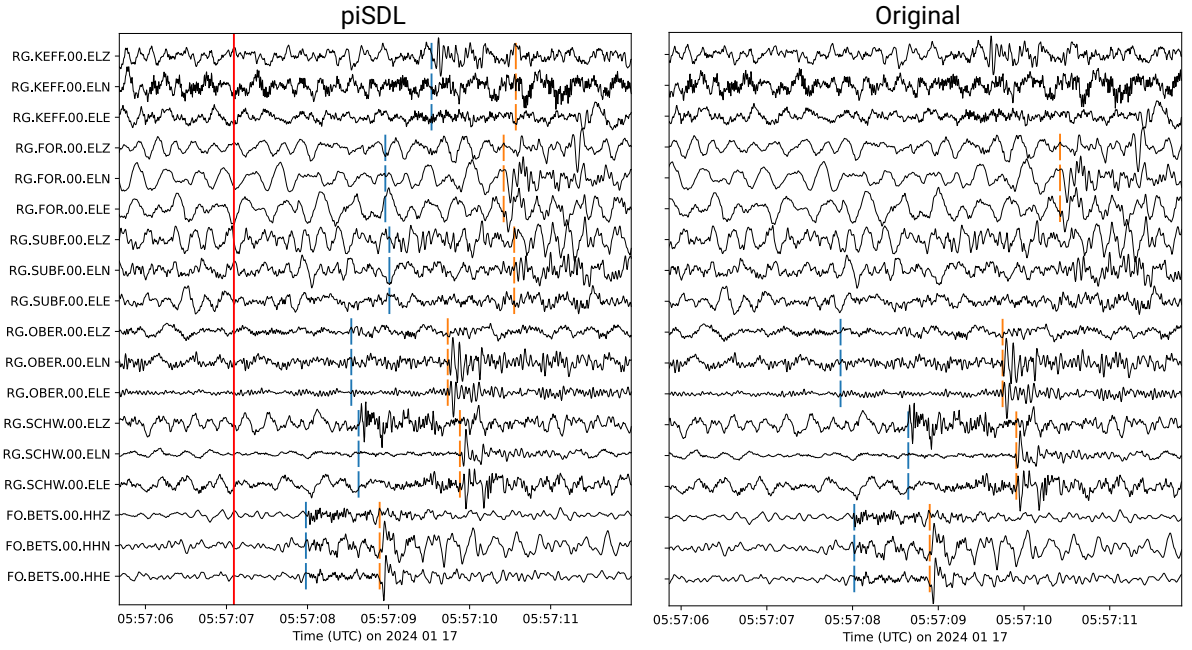 piSDL
Original
RG.KEFF.00.ELZ
RG.KEFF.00.ELN
RG.KEFF.00.ELE
RG.FOR.00.ELZ
RG.FOR.00.ELN
RG.FOR.00.ELE
RG.SUBF.00.ELZ
RG.SUBF.00.ELN
RG.SUBF.00.ELE
RG.OBER.00.ELZ
RG.OBER.00.ELN
RG.OBER.00.ELE
RG.SCHW.00.ELZ
RG.SCHW.00.ELN
RG.SCHW.00.ELE
FO.BETS.00.HHZ
FO.BETS.00.HHN
FO.BETS.00.HHE
05:57:06 05:57:07 05:57:08 05:57:09 05:57:10 05:57:11
Time (UTC) on 2024 01 17
05:57:06 05:57:07 05:57:08 05:57:09 05:57:10 05:57:11
Time (UTC) on 2024 01 17